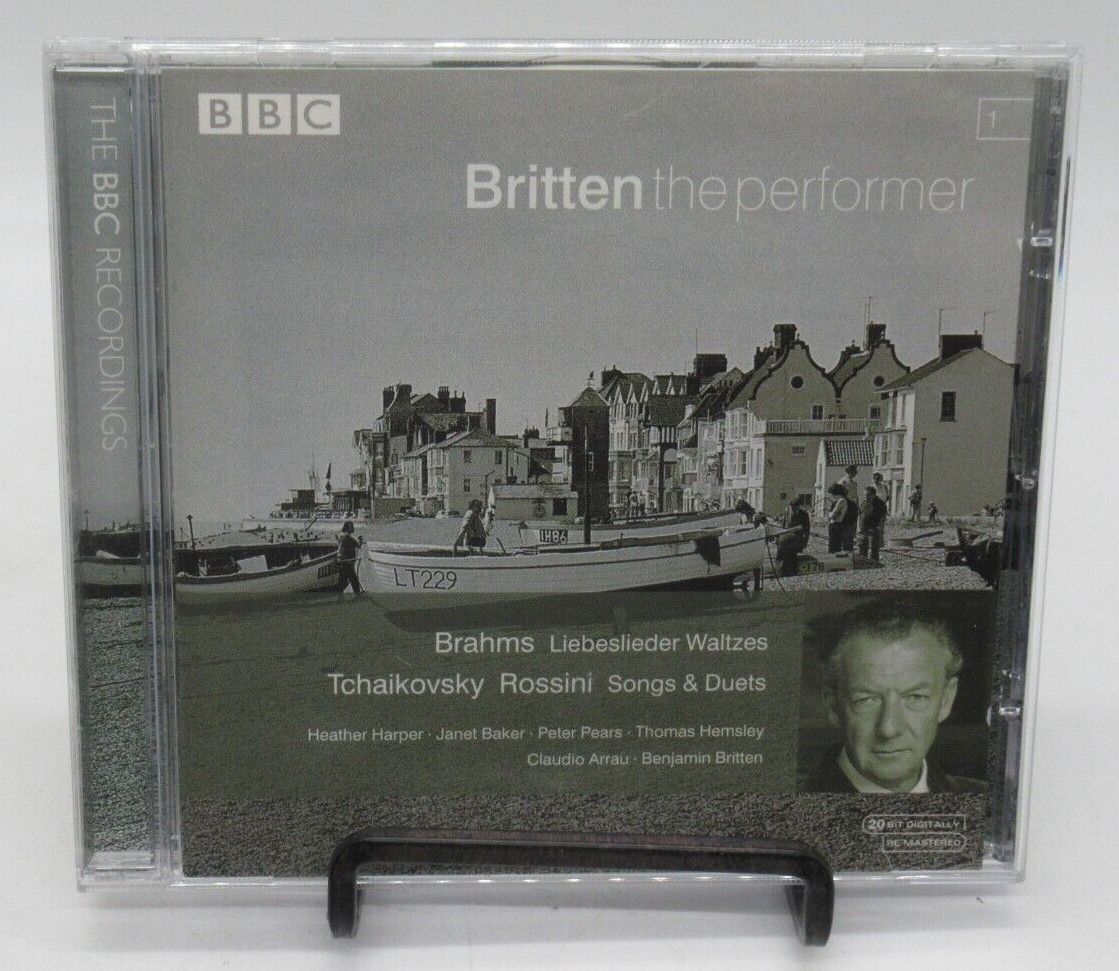 THE BBC RECORDINGS
BBC
1
Britten the performer
IH86
LT229
Brahms Liebeslieder Waltzes
Tchaikovsky Rossini Songs & Duets
Heather Harper · Janet Baker · Peter Pears · Thomas Hemsley
Claudio Arrau · Benjamin Britten
20 BIT DIGITALLY
RE-MASTERED